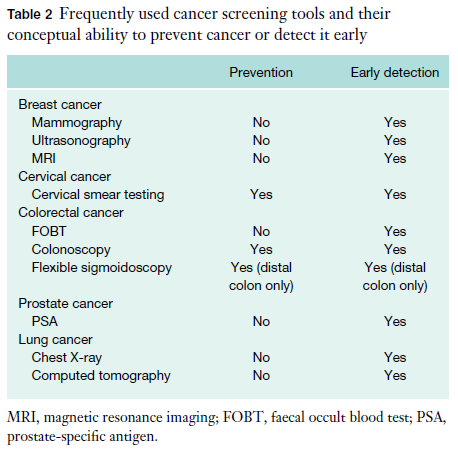 Table 2 Frequently used cancer screening tools and their
conceptual ability to prevent cancer or detect it early
Prevention Early detection
Breast cancer
Mammography No Yes
Ultrasonography No Yes
MRI No Yes
Cervical cancer
Cervical smear testing Yes Yes
Colorectal cancer
FOBT No Yes
Colonoscopy Yes Yes
Flexible sigmoidoscopy Yes (distal Yes (distal
colon only) colon only)
Prostate cancer
PSA No Yes
Lung cancer
Chest X-ray No Yes
Computed tomography No Yes
MRI, magnetic resonance imaging; FOBT, faecal occult blood test; PSA,
prostate-specific antigen.